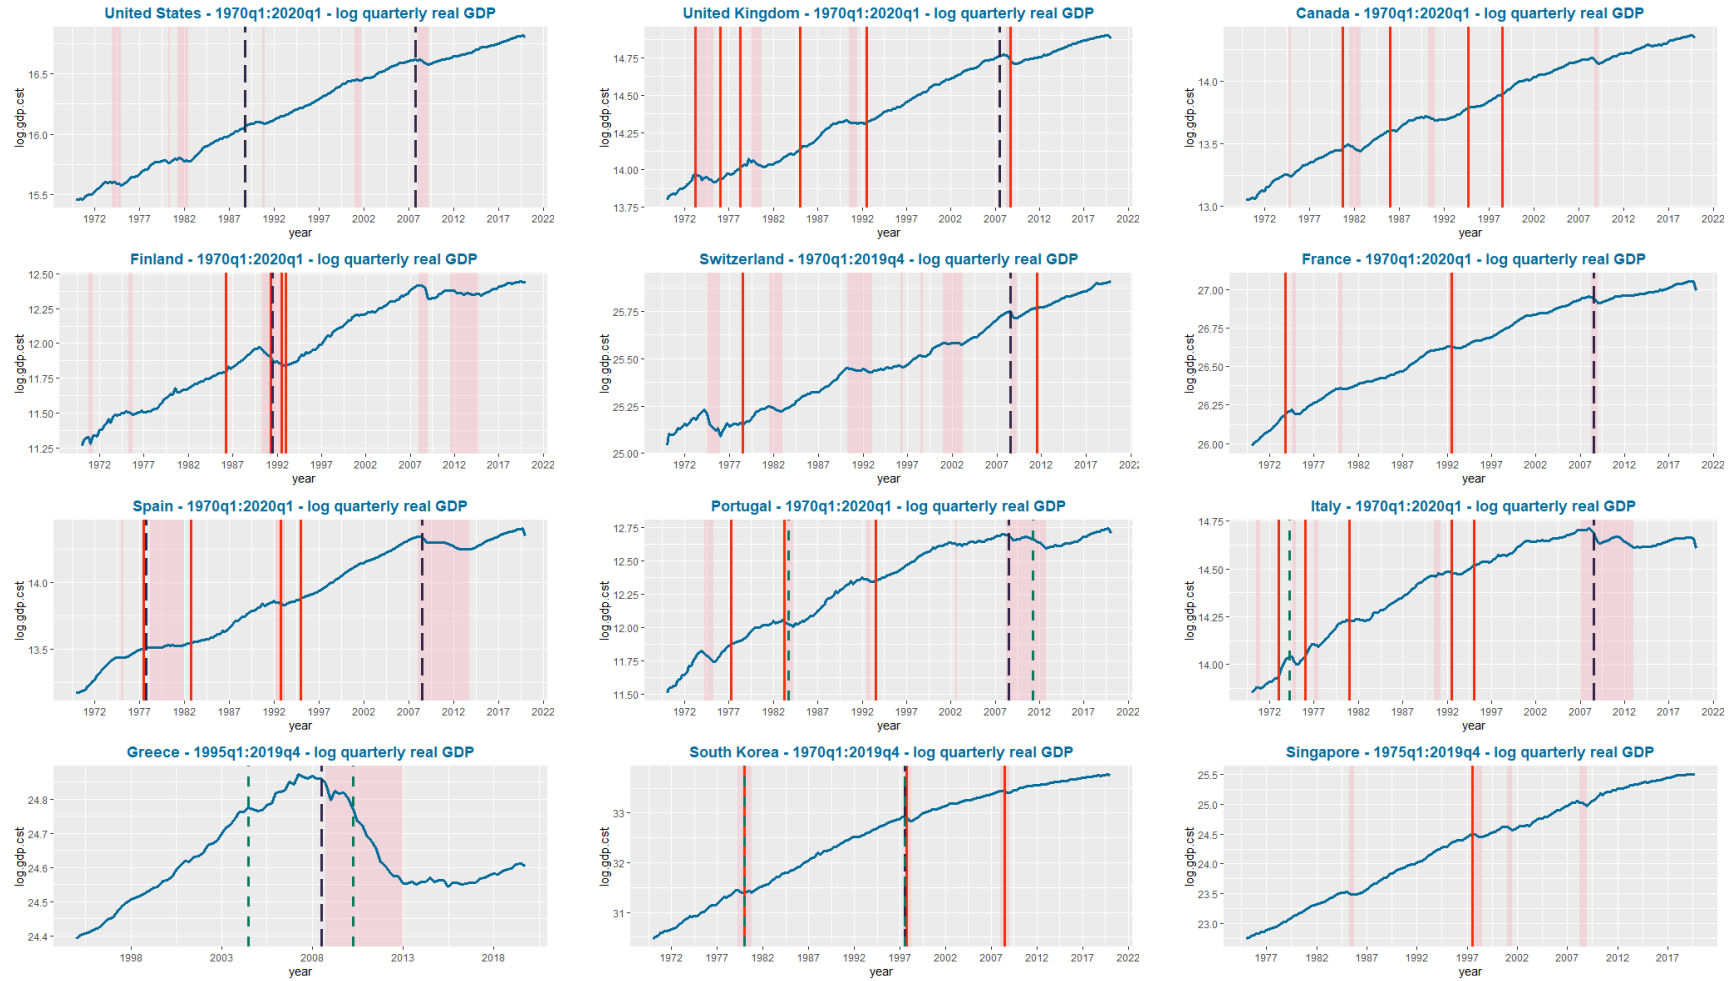 United States - 1970q1:2020q1 - log quarterly real GDP
log.gdp.cst
16.5
16.0
15.5
1972 1977 1982 1987 1992 1997 2002 2007 2012 2017 2022
year
United Kingdom - 1970q1:2020q1 - log quarterly real GDP
log.gdp.cst
14.75
14.50
14.25
14.00
13.75
1972 1977 1982 1987 1992 1997 2002 2007 2012 2017 2022
year
Canada - 1970q1:2020q1 - log quarterly real GDP
log.gdp.cst
14.0
13.5
13.0
1972 1977 1982 1987 1992 1997 2002 2007 2012 2017 2022
year
Finland - 1970q1:2020q1 - log quarterly real GDP
log.gdp.cst
12.50
12.25
12.00
11.75
11.50
11.25
1972 1977 1982 1987 1992 1997 2002 2007 2012 2017 2022
year
Switzerland - 1970q1:2019q4 - log quarterly real GDP
log.gdp.cst
25.75
25.50
25.25
25.00
1972 1977 1982 1987 1992 1997 2002 2007 2012 2017 2022
year
France - 1970q1:2020q1 - log quarterly real GDP
log.gdp.cst
27.00
26.75
26.50
26.25
26.00
1972 1977 1982 1987 1992 1997 2002 2007 2012 2017 2022
year
Spain - 1970q1:2020q1 - log quarterly real GDP
log.gdp.cst
14.0
13.5
1972 1977 1982 1987 1992 1997 2002 2007 2012 2017 2022
year
Portugal - 1970q1:2020q1 - log quarterly real GDP
log.gdp.cst
12.75
12.50
12.25
12.00
11.75
11.50
1972 1977 1982 1987 1992 1997 2002 2007 2012 2017 2022
year
Italy - 1970q1:2020q1 - log quarterly real GDP
log.gdp.cst
14.75
14.50
14.25
14.00
1972 1977 1982 1987 1992 1997 2002 2007 2012 2017 2022
year
Greece - 1995q1:2019q4 - log quarterly real GDP
log.gdp.cst
24.8
24.7
24.6
24.5
24.4
1998 2003 2008 2013 2018
year
South Korea - 1970q1:2019q4 - log quarterly real GDP
log.gdp.cst
33
32
31
1972 1977 1982 1987 1992 1997 2002 2007 2012 2017 2022
year
Singapore - 1975q1:2019q4 - log quarterly real GDP
log.gdp.cst
25.5
25.0
24.5
24.0
23.5
23.0
1977 1982 1987 1992 1997 2002 2007 2012 2017
year